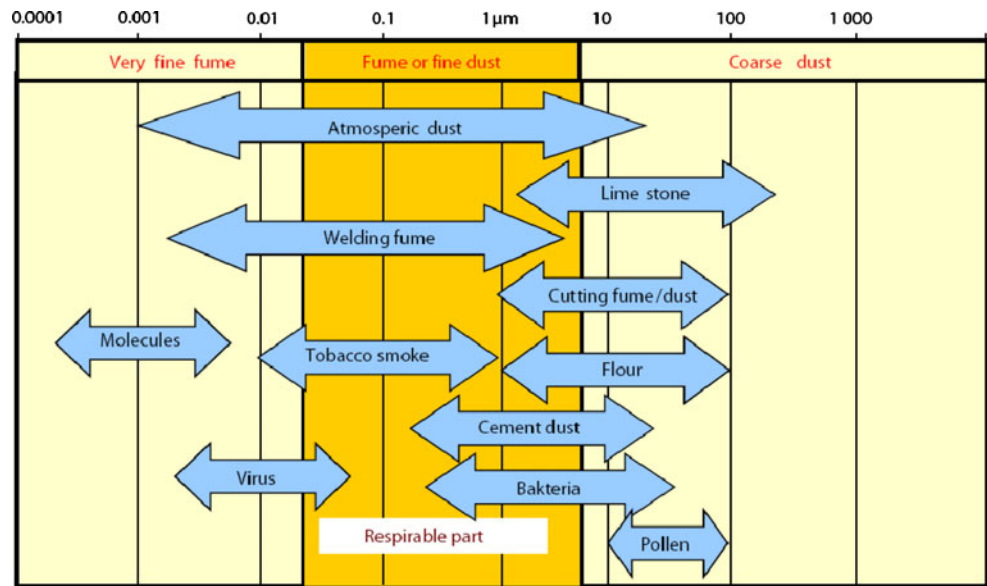 0.0001 0.001 0.01 0.1 1µm 10 100 1 000
Very fine fume Fume or fine dust Coarse dust
Atmosperic dust
Lime stone
Welding fume
Cutting fume/dust
Molecules
Tobacco smoke
Flour
Cement dust
Virus
Bakteria
Respirable part
Pollen